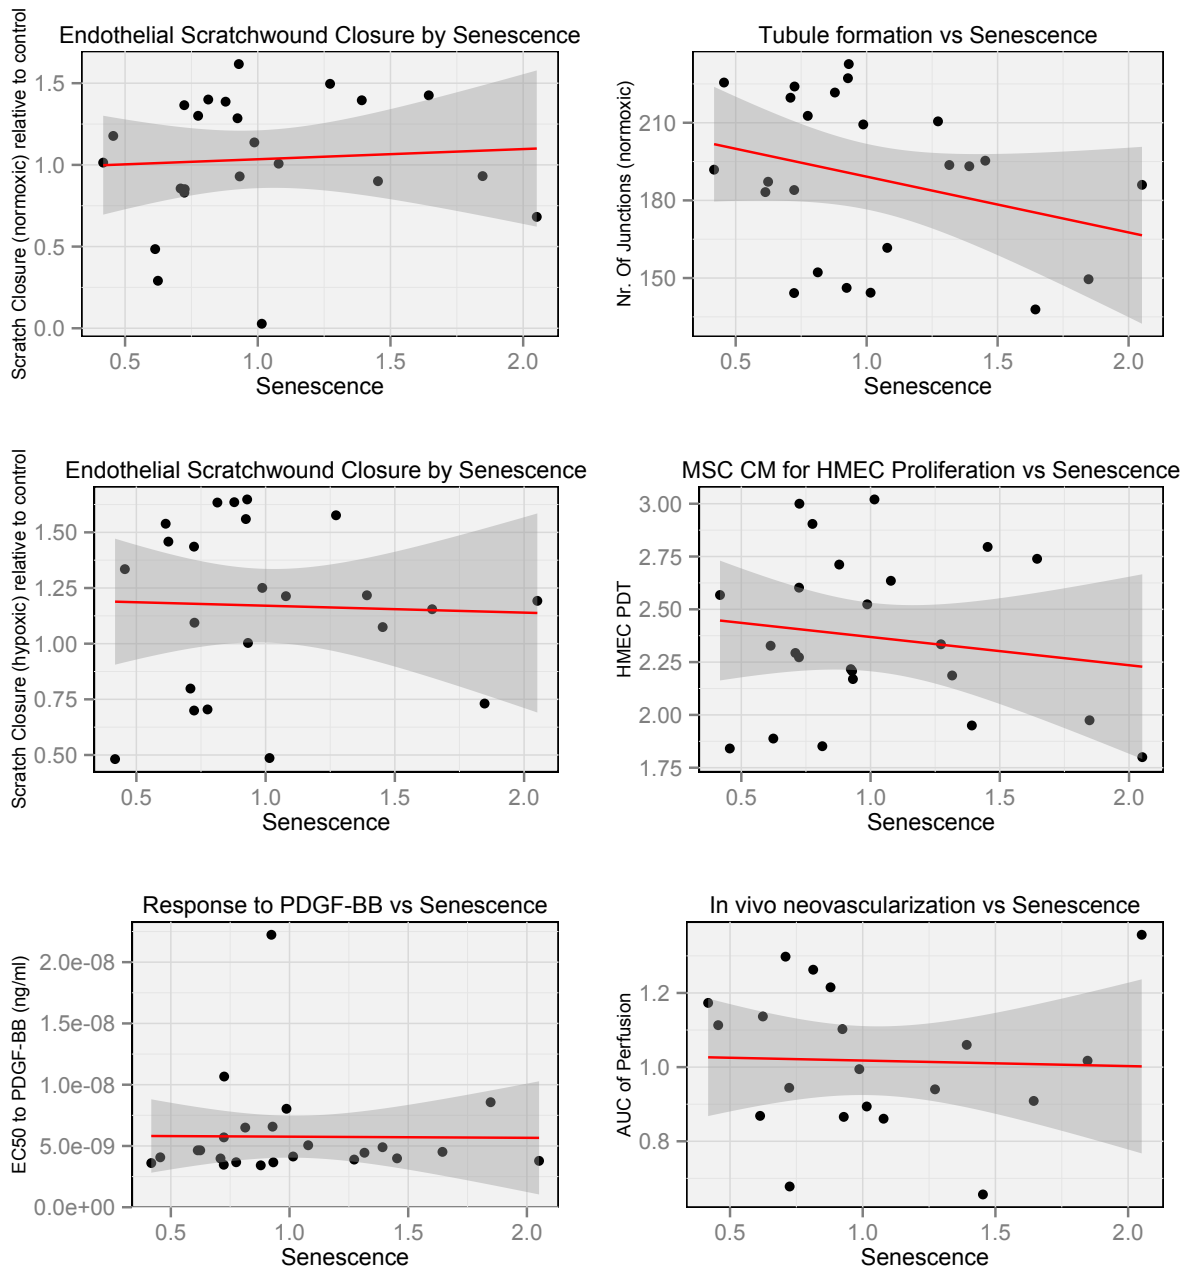 Endothelial Scratchwound Closure by Senescence
Scratch Closure (normoxic) relative to control
1.5
1.0
0.5
0.0
0.5
1.0
1.5
2.0
Senescence
Tubule formation vs Senescence
Nr. Of Junctions (normoxic)
210
180
150
0.5
1.0
1.5
2.0
Senescence
Endothelial Scratchwound Closure by Senescence
Scratch Closure (hypoxic) relative to control
1.50
1.25
1.00
0.75
0.50
0.5
1.0
1.5
2.0
Senescence
MSC CM for HMEC Proliferation vs Senescence
HMEC PDT
3.00
2.75
2.50
2.25
2.00
1.75
0.5
1.0
1.5
2.0
Senescence
Response to PDGF-BB vs Senescence
EC50 to PDGF-BB (ng/ml)
2.0e-08
1.5e-08
1.0e-08
5.0e-09
0.0e+00
0.5
1.0
1.5
2.0
Senescence
In vivo neovascularization vs Senescence
AUC of Perfusion
1.2
1.0
0.8
0.5
1.0
1.5
2.0
Senescence